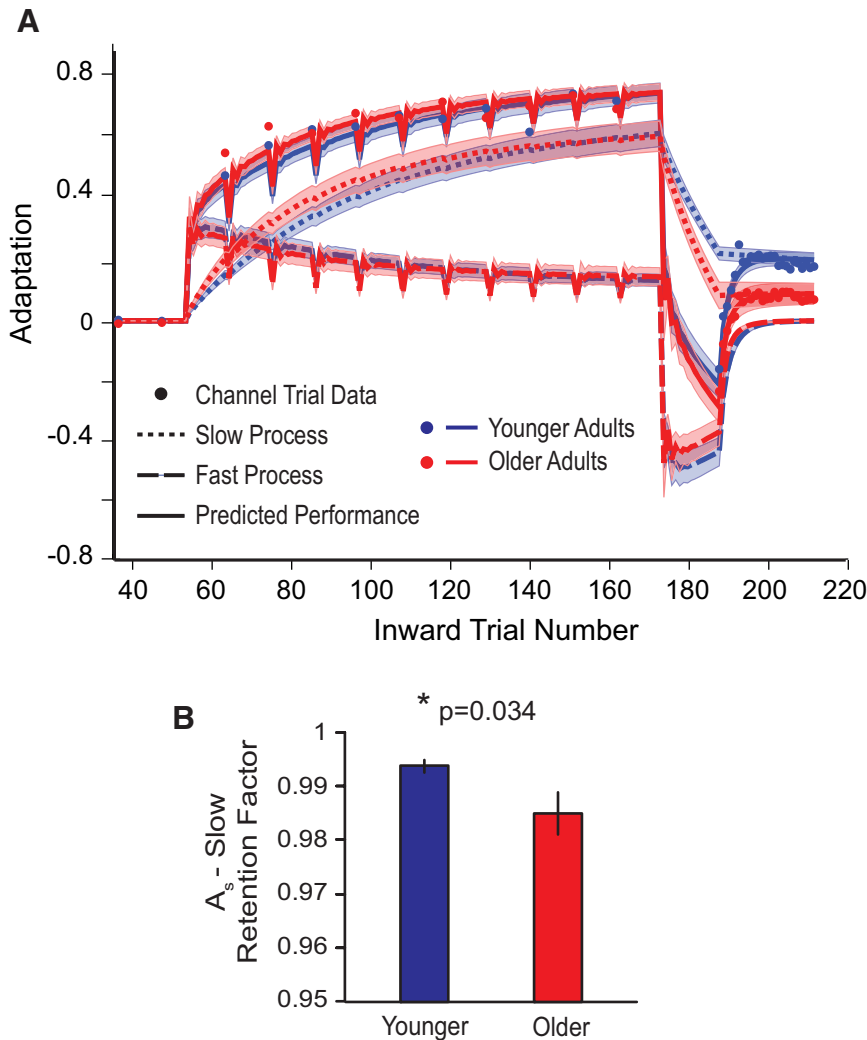 A
0.8
0.4
0
-0.4
-0.8
Adaptation
Channel Trial Data
Slow Process
Fast Process
Predicted Performance
Younger Adults
Older Adults
40 60 80 100 120 140 160 180 200 220
Inward Trial Number
B
* p=0.034
1
0.99
0.98
0.97
0.96
0.95
As - Slow
Retention Factor
Younger Older